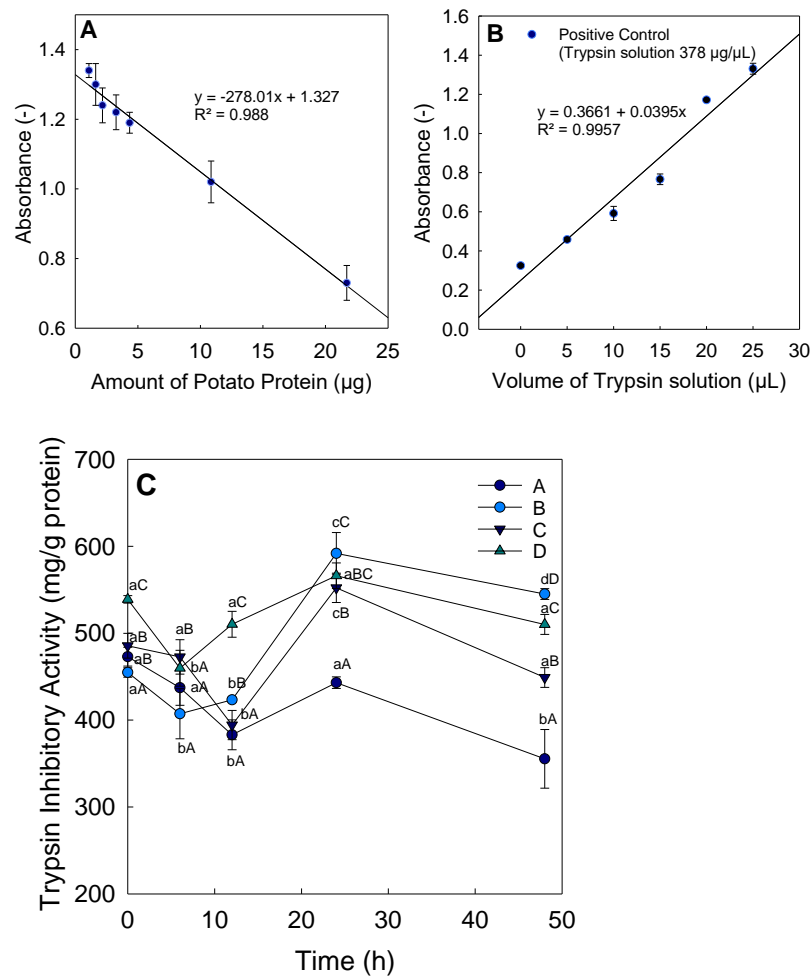 A
y = -278.01x + 1.327
R² = 0.988
Absorbance (-)
1.4
1.2
1.0
0.8
0.6
0 5 10 15 20 25
Amount of Potato Protein (µg)
B
Positive Control
(Trypsin solution 378 µg/µL)
y = 0.3661 + 0.0395x
R² = 0.9957
Absorbance (-)
1.6
1.4
1.2
1.0
0.8
0.6
0.4
0.2
0.0
0 5 10 15 20 25 30
Volume of Trypsin solution (µL)
C
A
B
C
D
Trypsin Inhibitory Activity (mg/g protein)
700
600
500
400
300
200
aC
aB
aB
aA
aB
bA
aA
bA
aC
bB
bA
bA
cC
aBC
cB
aA
dD
aC
aB
bA
0 10 20 30 40 50
Time (h)